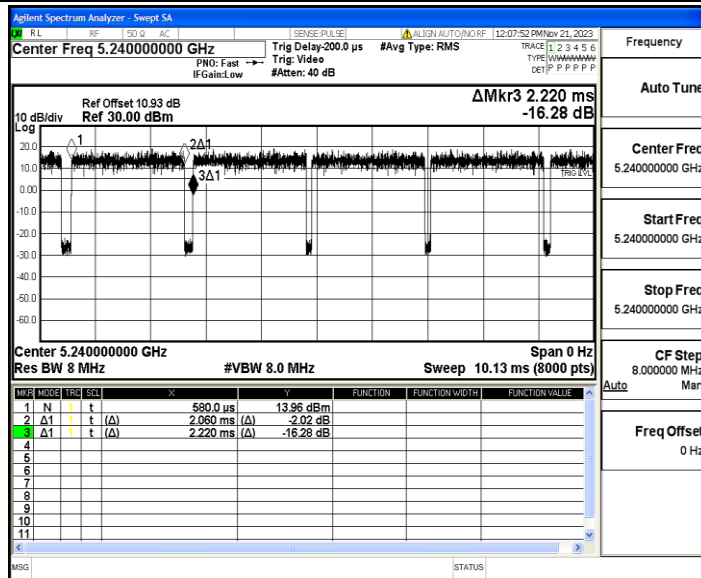 Agilent Spectrum Analyzer - Swept SA
RL RF 50 Ω AC SENSE:PULSE ALIGN AUTO/NO RF 12:07:52 PM Nov 21, 2023
Center Freq 5.240000000 GHz
PNO: Fast
IFGain:Low
Trig Delay-200.0 µs
Trig: Video
#Atten: 40 dB
#Avg Type: RMS
TRACE 1 2 3 4 5 6
TYPE
DET P P P P P P
Ref Offset 10.93 dB
10 dB/div Ref 30.00 dBm
Log
ΔMkr3 2.220 ms
-16.28 dB
1
2Δ1
3Δ1
TRIG LVL
20.0
10.0
0.00
-10.0
-20.0
-30.0
-40.0
-50.0
-60.0
Center 5.240000000 GHz Span 0 Hz
Res BW 8 MHz #VBW 8.0 MHz Sweep 10.13 ms (8000 pts)
MKR MODE TRC SCL X Y FUNCTION FUNCTION WIDTH FUNCTION VALUE
1 N 1 t 580.0 µs 13.96 dBm
2 Δ1 1 t (Δ) 2.060 ms (Δ) -2.02 dB
3 Δ1 1 t (Δ) 2.220 ms (Δ) -16.28 dB
4
5
6
7
8
9
10
11
MSG STATUS
Frequency
Auto Tune
Center Freq
5.240000000 GHz
Start Freq
5.240000000 GHz
Stop Freq
5.240000000 GHz
CF Step
8.000000 MHz
Auto Man
Freq Offset
0 Hz